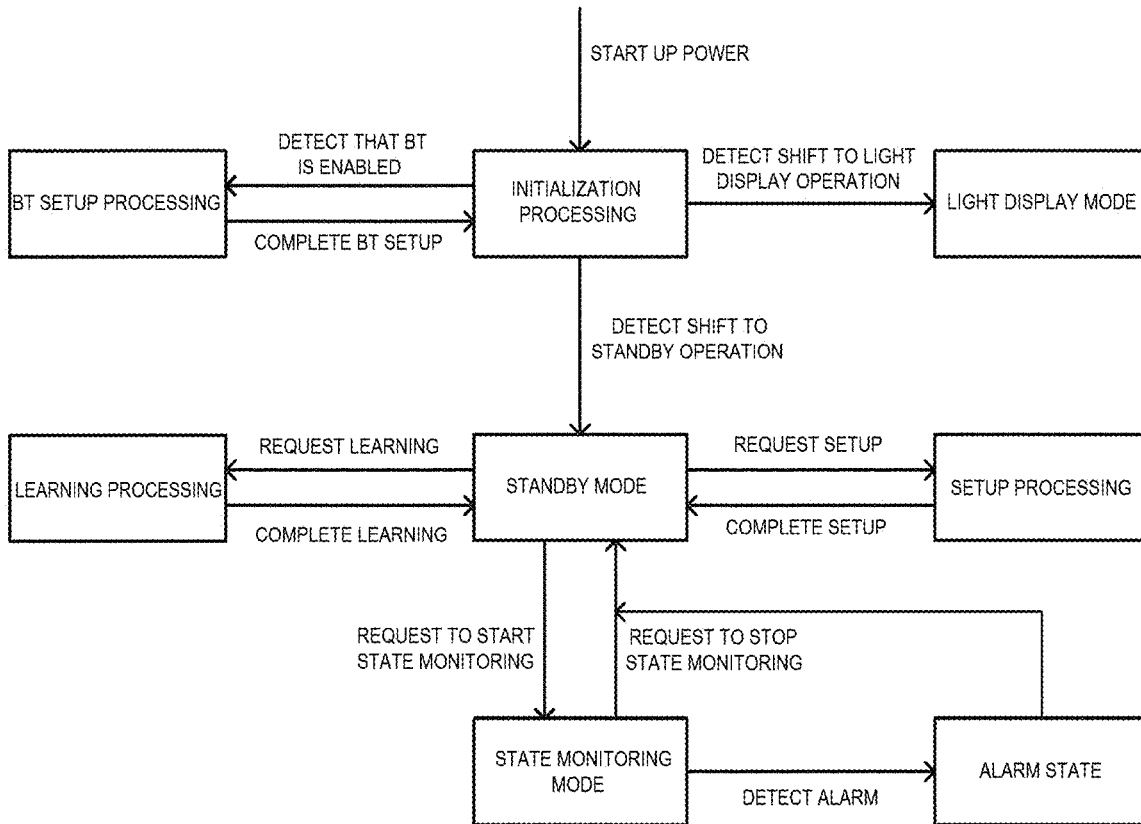 START UP POWER
DETECT THAT BT
IS ENABLED
DETECT SHIFT TO LIGHT
DISPLAY OPERATION
BT SETUP PROCESSING
INITIALIZATION
PROCESSING
LIGHT DISPLAY MODE
COMPLETE BT SETUP
DETECT SHIFT TO
STANDBY OPERATION
REQUEST LEARNING
REQUEST SETUP
LEARNING PROCESSING
STANDBY MODE
SETUP PROCESSING
COMPLETE LEARNING
COMPLETE SETUP
REQUEST TO START
STATE MONITORING
REQUEST TO STOP
STATE MONITORING
STATE MONITORING
MODE
ALARM STATE
DETECT ALARM